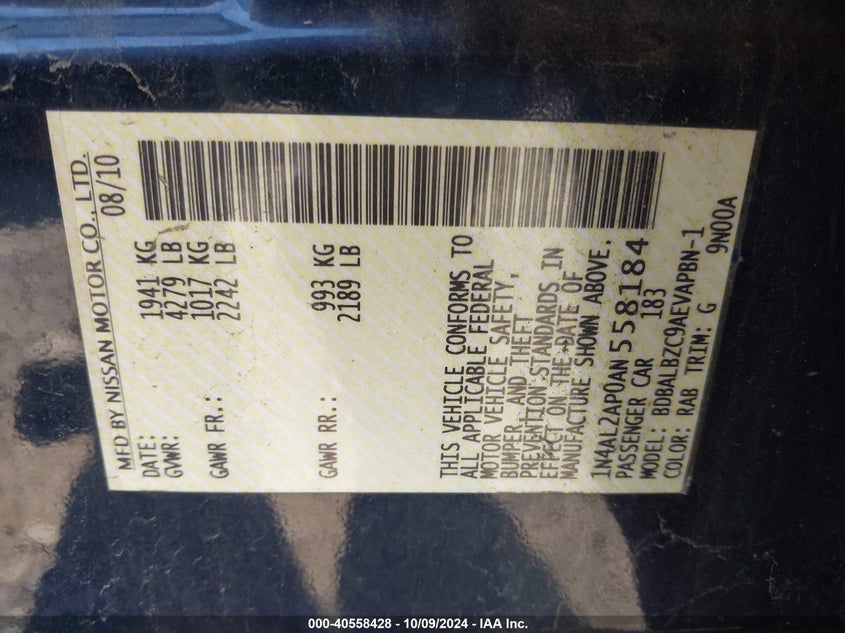 MFD BY NISSAN MOTOR CO., LTD.
DATE: 08/10
GVWR: 1941 KG
4279 LB
GAWR FR.: 1017 KG
2242 LB
GAWR RR.: 993 KG
2189 LB
THIS VEHICLE CONFORMS TO
ALL APPLICABLE FEDERAL
MOTOR VEHICLE SAFETY,
BUMPER, AND THEFT
PREVENTION STANDARDS IN
EFFECT ON THE DATE OF
MANUFACTURE SHOWN ABOVE.
1N4AL2AP0AN558184
PASSENGER CAR 183
MODEL: BDBALBZC9AEVAPBN-1
COLOR: RAB TRIM: G 9N00A
000-40558428 - 10/09/2024 - IAA Inc.